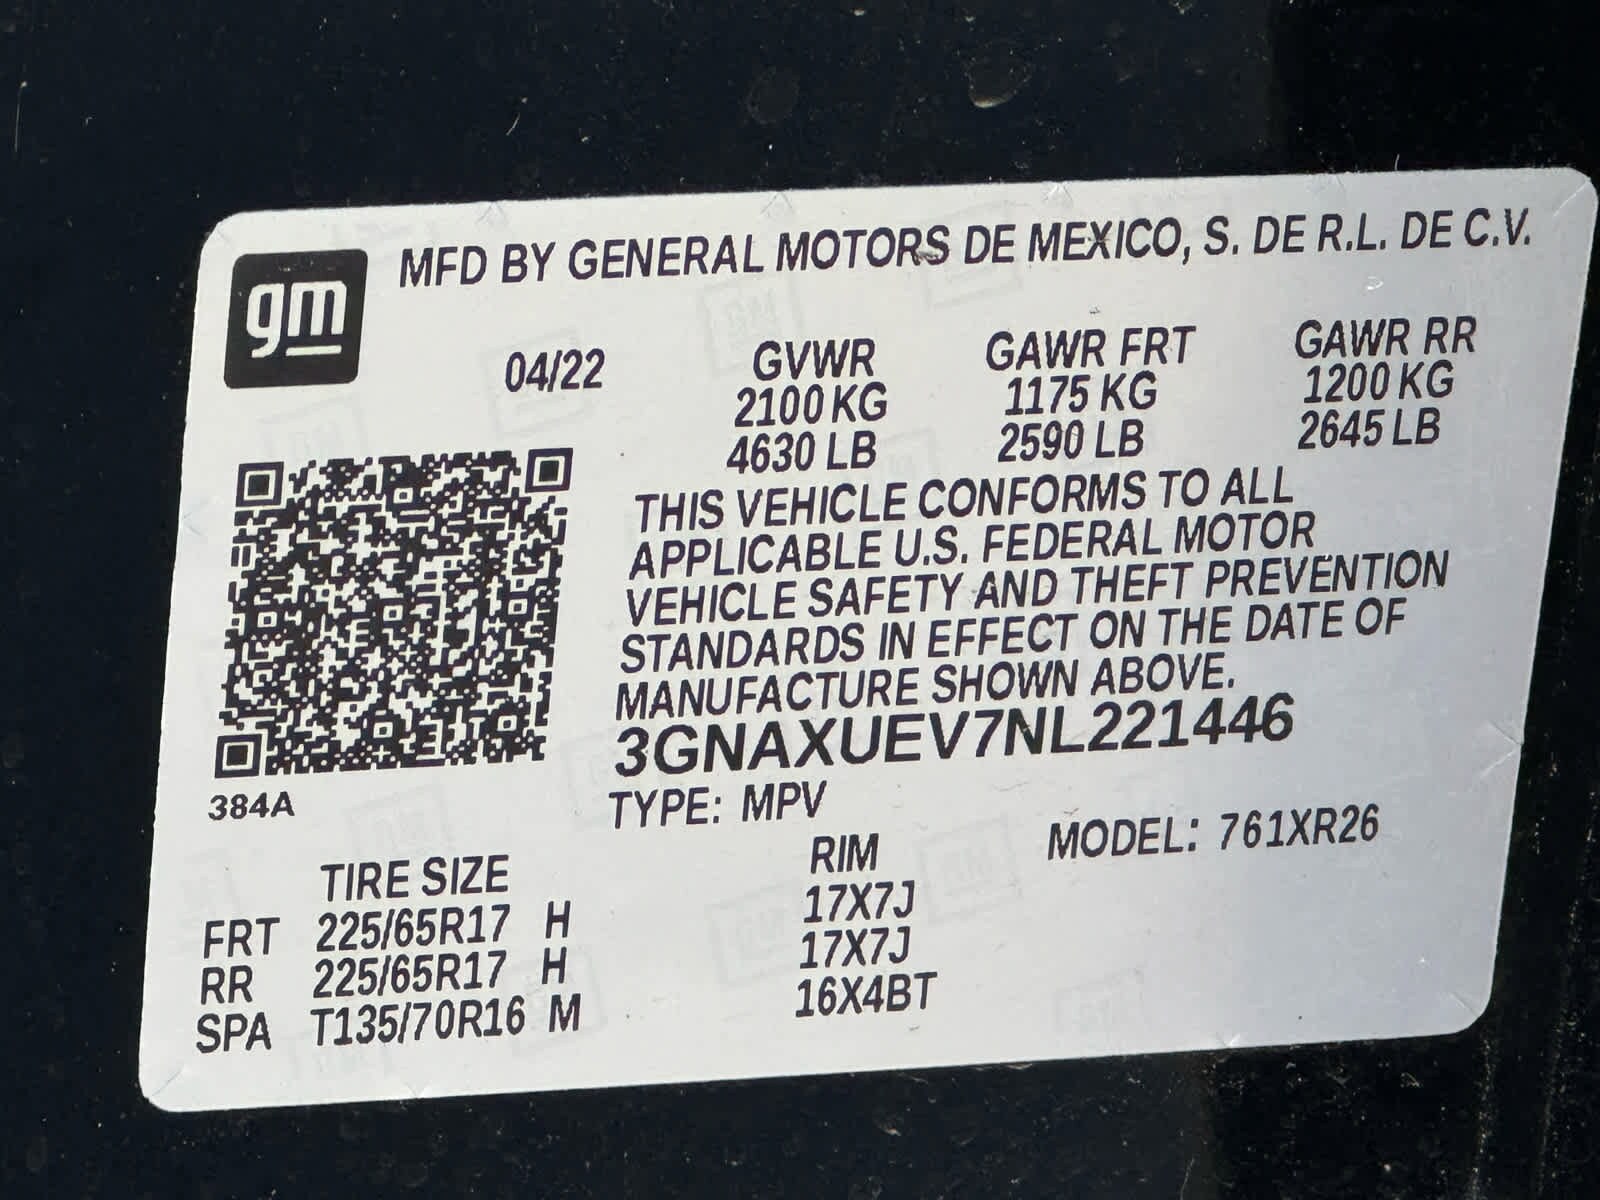 gm
MFD BY GENERAL MOTORS DE MEXICO, S. DE R.L. DE C.V.
04/22
GVWR GAWR FRT GAWR RR
2100 KG 1175 KG 1200 KG
4630 LB 2590 LB 2645 LB
THIS VEHICLE CONFORMS TO ALL
APPLICABLE U.S. FEDERAL MOTOR
VEHICLE SAFETY AND THEFT PREVENTION
STANDARDS IN EFFECT ON THE DATE OF
MANUFACTURE SHOWN ABOVE.
3GNAXUEV7NL221446
384A
TYPE: MPV
MODEL: 761XR26
TIRE SIZE RIM
FRT 225/65R17 H 17X7J
RR 225/65R17 H 17X7J
SPA T135/70R16 M 16X4BT